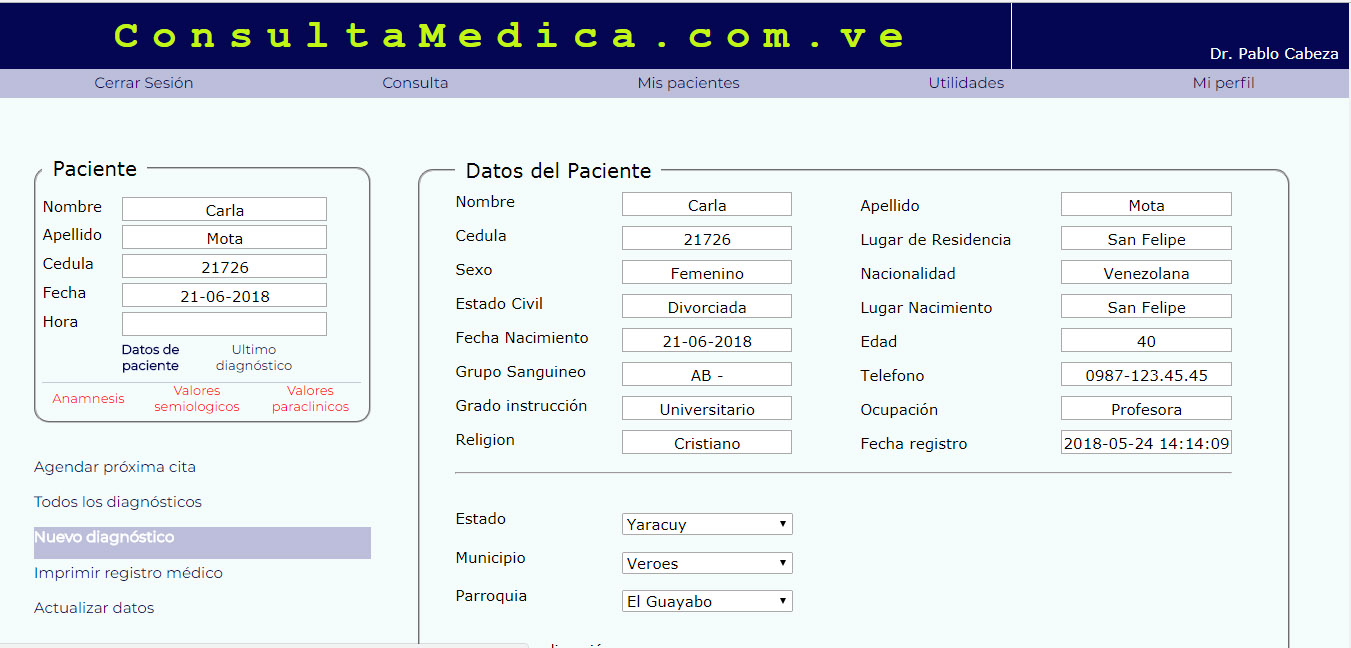 ConsultaMedica.com.ve
Dr. Pablo Cabeza
Cerrar Sesión Consulta Mis pacientes Utilidades Mi perfil
Paciente
Nombre Carla
Apellido Mota
Cedula 21726
Fecha 21-06-2018
Hora
Datos de paciente
Ultimo diagnóstico
Anamnesis
Valores semiologicos
Valores paraclinicos
Agendar próxima cita
Todos los diagnósticos
Nuevo diagnóstico
Imprimir registro médico
Actualizar datos
Datos del Paciente
Nombre Carla Apellido Mota
Cedula 21726 Lugar de Residencia San Felipe
Sexo Femenino Nacionalidad Venezolana
Estado Civil Divorciada Lugar Nacimiento San Felipe
Fecha Nacimiento 21-06-2018 Edad 40
Grupo Sanguineo AB - Telefono 0987-123.45.45
Grado instrucción Universitario Ocupación Profesora
Religion Cristiano Fecha registro 2018-05-24 14:14:09
Estado Yaracuy
Municipio Veroes
Parroquia El Guayabo